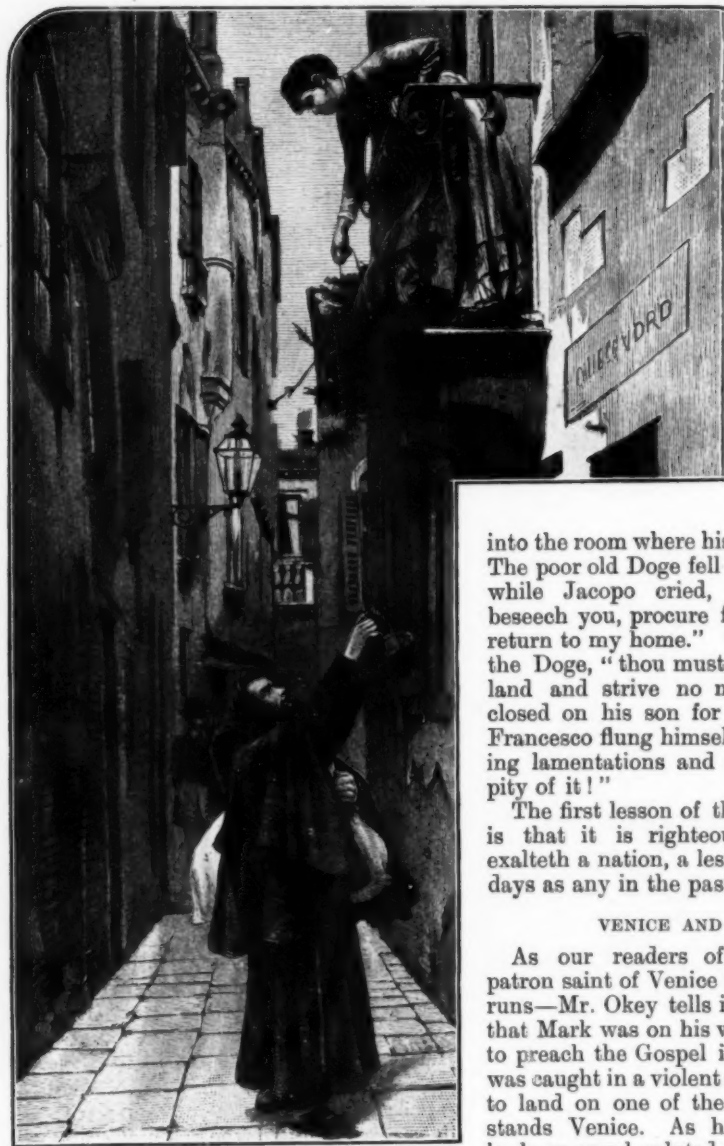 into the room where his
The poor old Doge fell
while Jacopo cried,
beseech you, procure f
return to my home."
the Doge, "thou must
land and strive no m
closed on his son for
Francesco flung himsel
ing lamentations and
pity of it!"
The first lesson of th
is that it is righteou
exalteth a nation, a les
days as any in the pas
VENICE AND
As our readers of
patron saint of Venice
runs—Mr. Okey tells i
that Mark was on his v
to preach the Gospel i
was caught in a violent
to land on one of the
stands Venice. As h